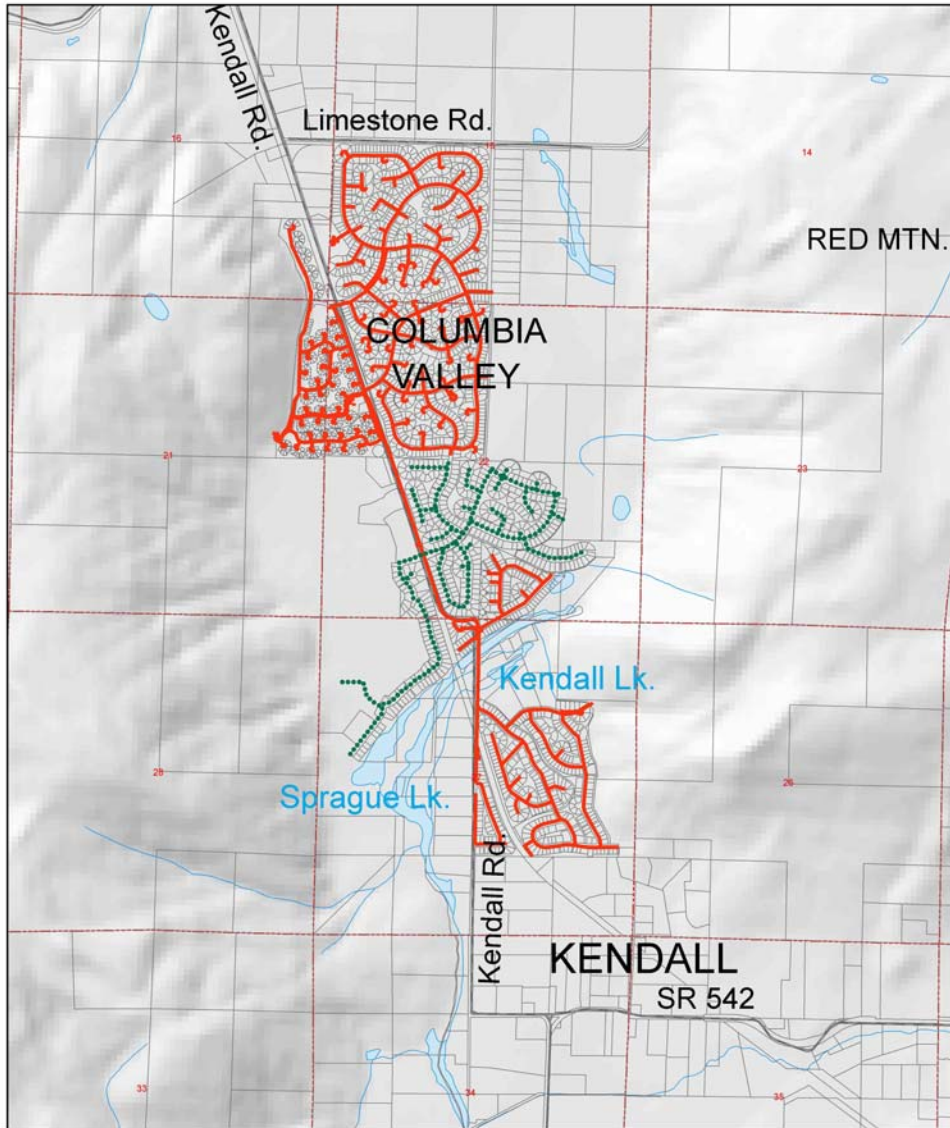 Kendall Rd.
Limestone Rd.
16
15
14
RED MTN.
COLUMBIA
VALLEY
21
22
23
Kendall Lk.
28
26
Sprague Lk.
Kendall Rd.
KENDALL
SR 542
33
34
35